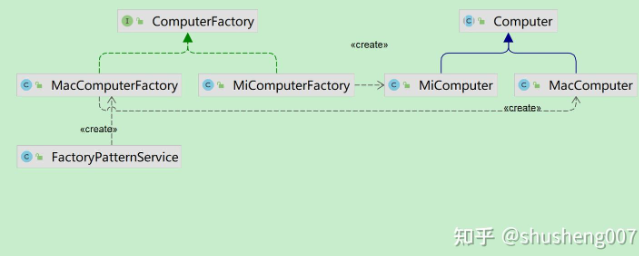 ComputerFactory
Computer
«create»
MacComputerFactory
MiComputerFactory
MiComputer
MacComputer
«create»
«create»
FactoryPatternService
知乎 @shusheng007